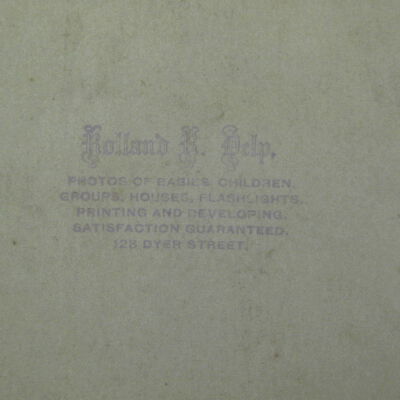 Rolland R. Delp.
PHOTOS OF BABIES, CHILDREN,
GROUPS, HOUSES, FLASHLIGHTS.
PRINTING AND DEVELOPING.
SATISFACTION GUARANTEED.
128 DYER STREET.